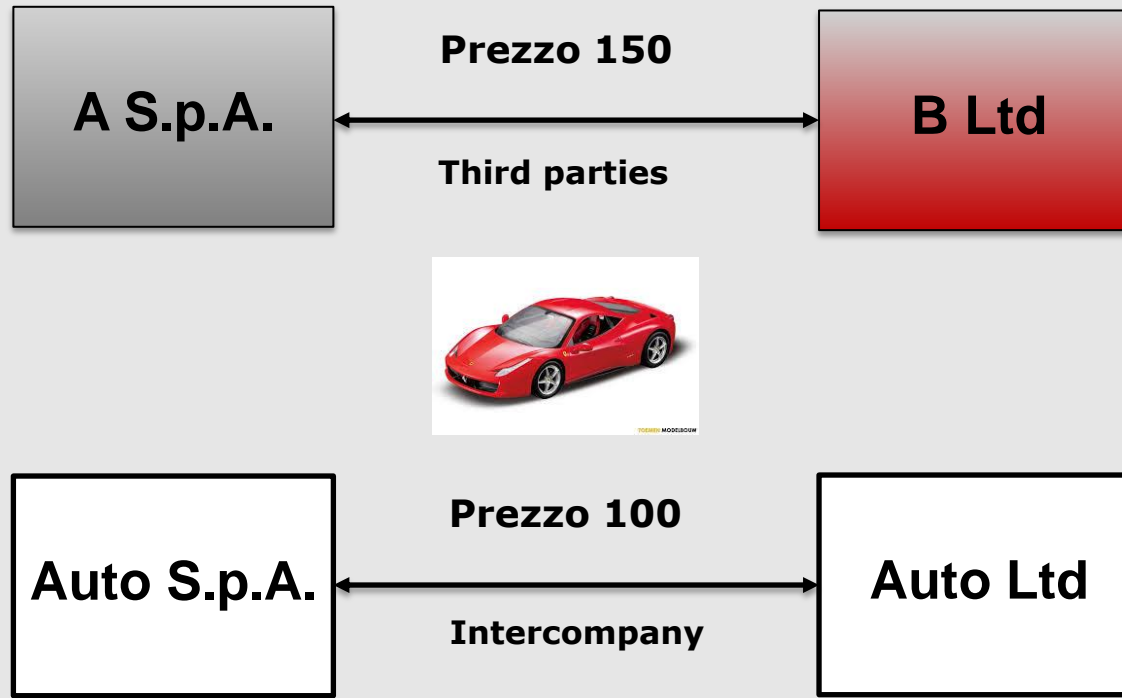 Prezzo 150
A S.p.A.
B Ltd
Third parties
Prezzo 100
Auto S.p.A.
Auto Ltd
Intercompany